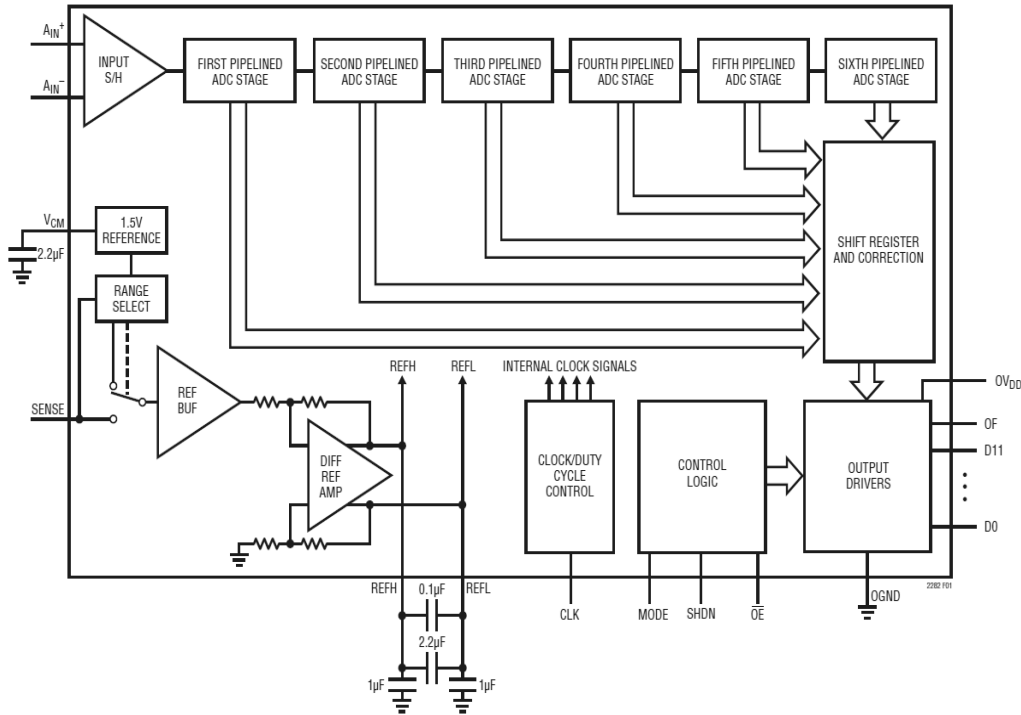 AIN+
INPUT
S/H
AIN−
FIRST PIPELINED
ADC STAGE
SECOND PIPELINED
ADC STAGE
THIRD PIPELINED
ADC STAGE
FOURTH PIPELINED
ADC STAGE
FIFTH PIPELINED
ADC STAGE
SIXTH PIPELINED
ADC STAGE
SHIFT REGISTER
AND CORRECTION
VCM
2.2µF
1.5V
REFERENCE
RANGE
SELECT
SENSE
REF
BUF
DIFF
REF
AMP
REFH
REFL
INTERNAL CLOCK SIGNALS
CLOCK/DUTY
CYCLE
CONTROL
CONTROL
LOGIC
OUTPUT
DRIVERS
OVDD
OF
D11
D0
2282 F01
REFH
REFL
0.1µF
2.2µF
1µF
1µF
CLK
MODE
SHDN
O̅E̅
OGND